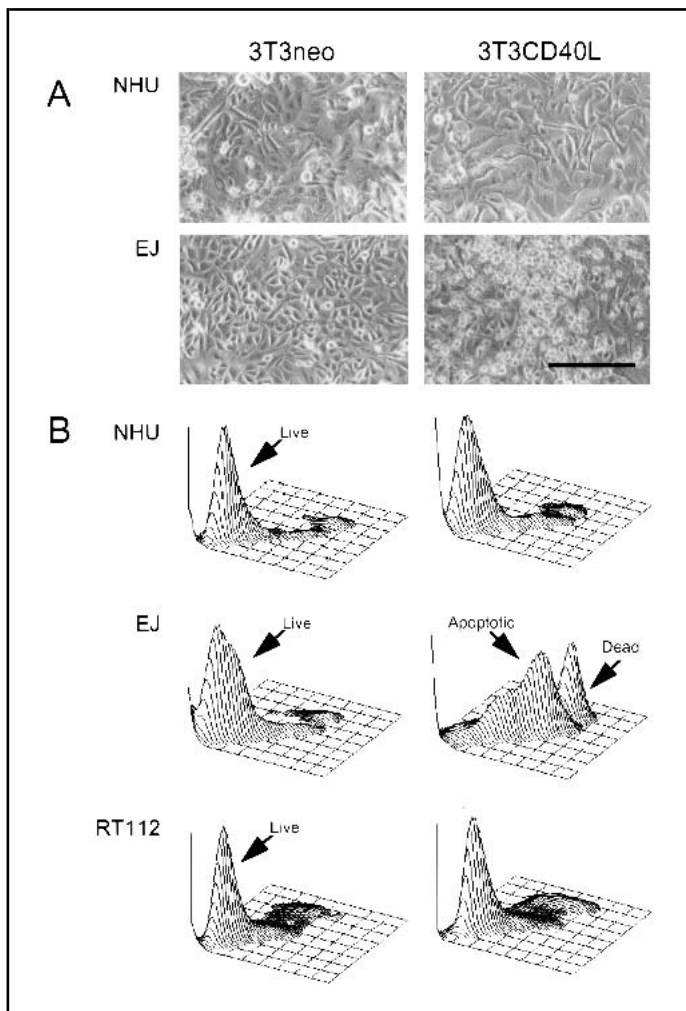 3T3neo 3T3CD40L
A NHU
EJ
B NHU Live
EJ Live Apoptotic Dead
RT112 Live